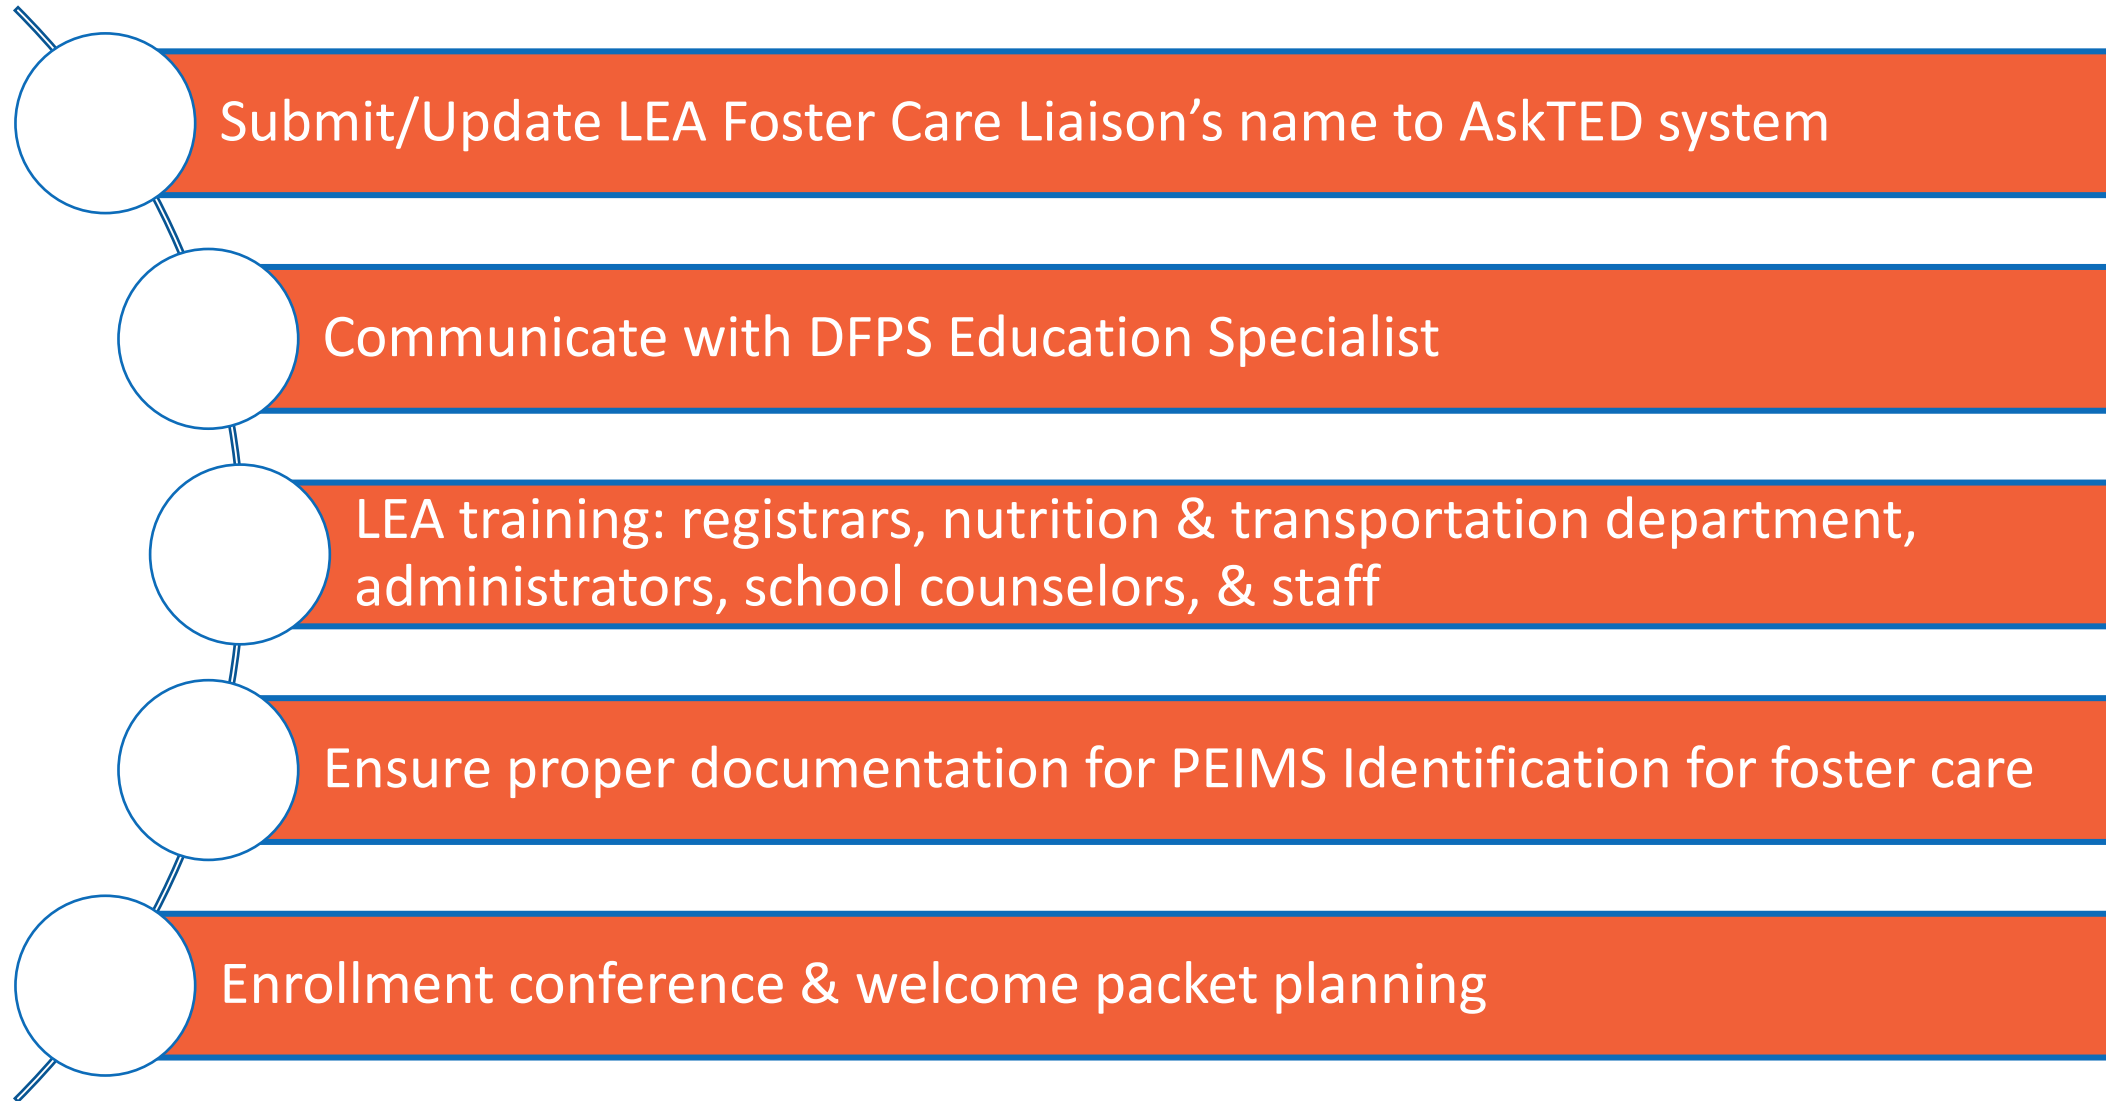 Submit/Update LEA Foster Care Liaison’s name to AskTED system
Communicate with DFPS Education Specialist
LEA training: registrars, nutrition & transportation department,
administrators, school counselors, & staff
Ensure proper documentation for PEIMS Identification for foster care
Enrollment conference & welcome packet planning